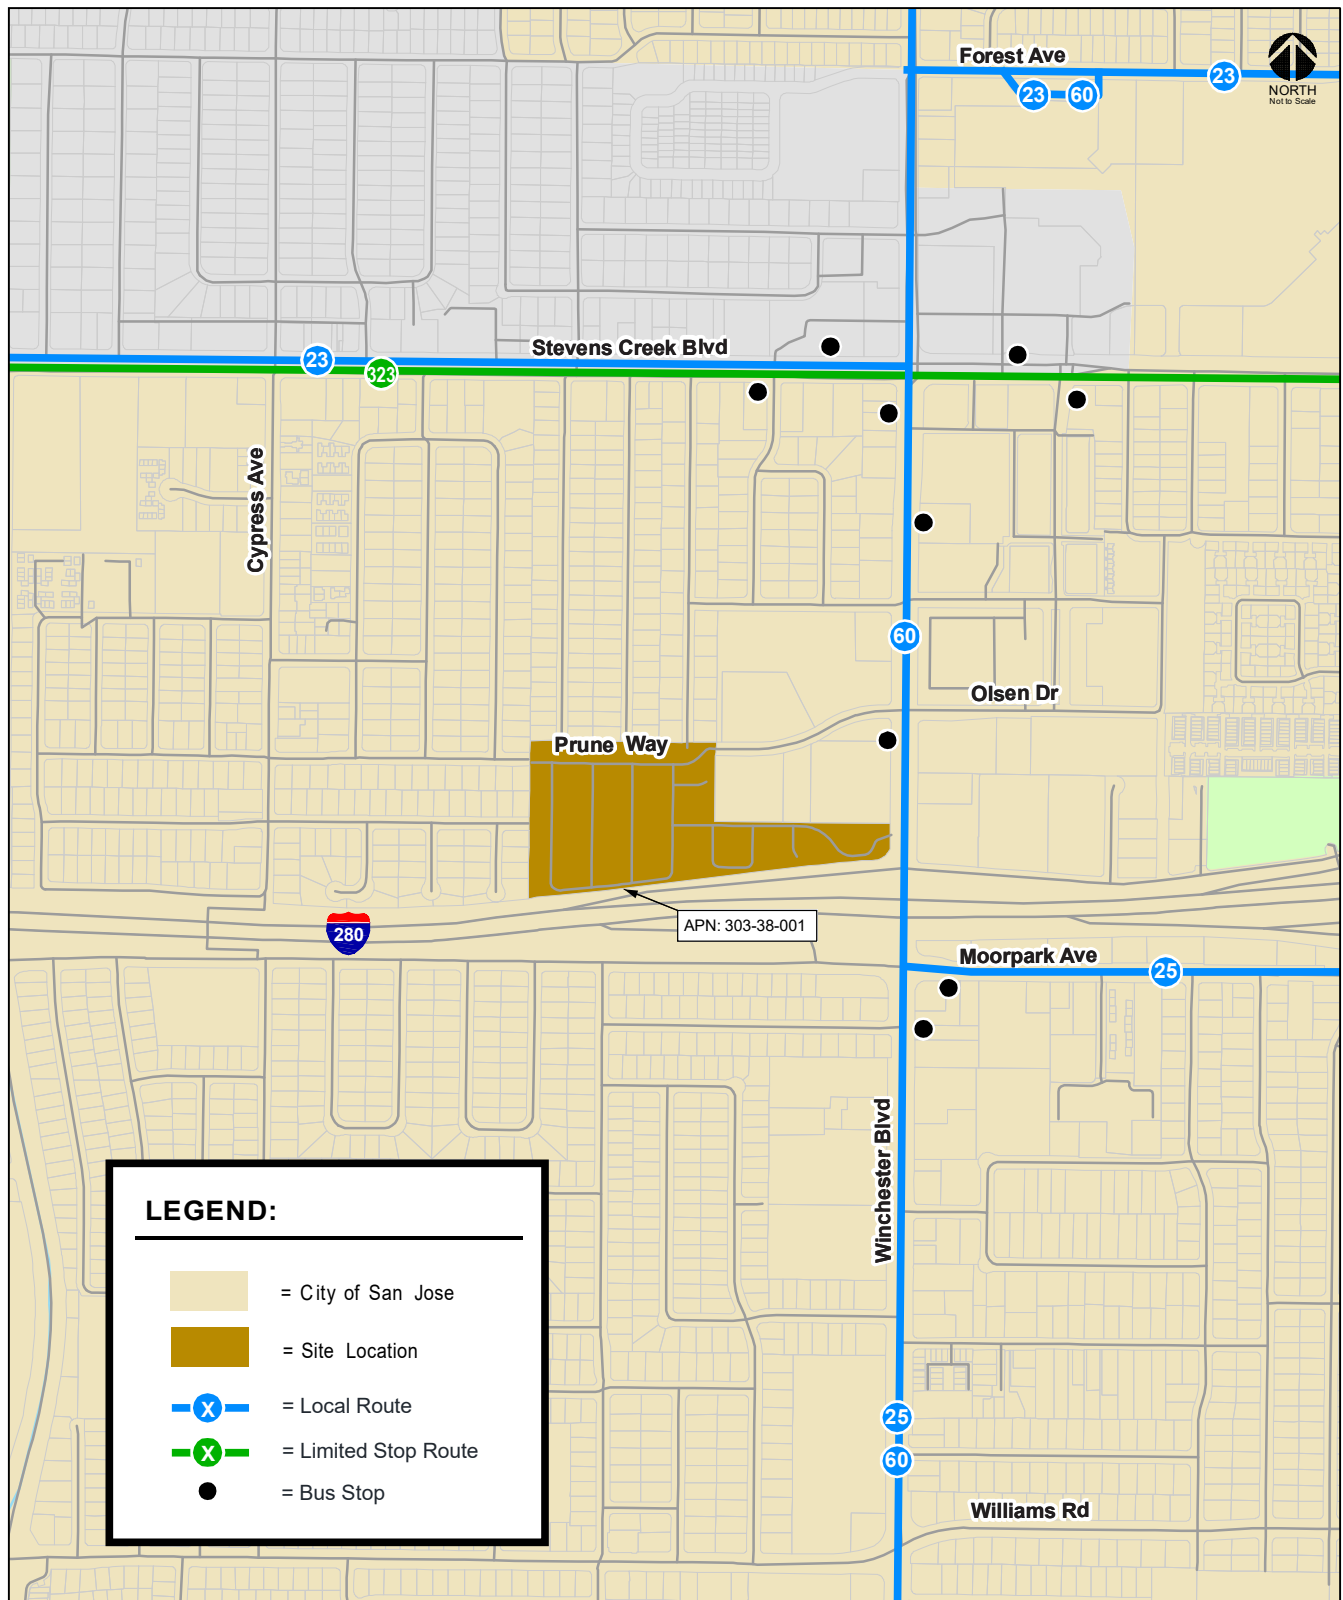 Forest Ave
23
23
60
NORTH
Not to Scale
Stevens Creek Blvd
23
323
Cypress Ave
60
Olsen Dr
Prune Way
APN: 303-38-001
280
Moorpark Ave
25
Winchester Blvd
LEGEND:
= City of San Jose
= Site Location
X = Local Route
X = Limited Stop Route
= Bus Stop
25
60
Williams Rd